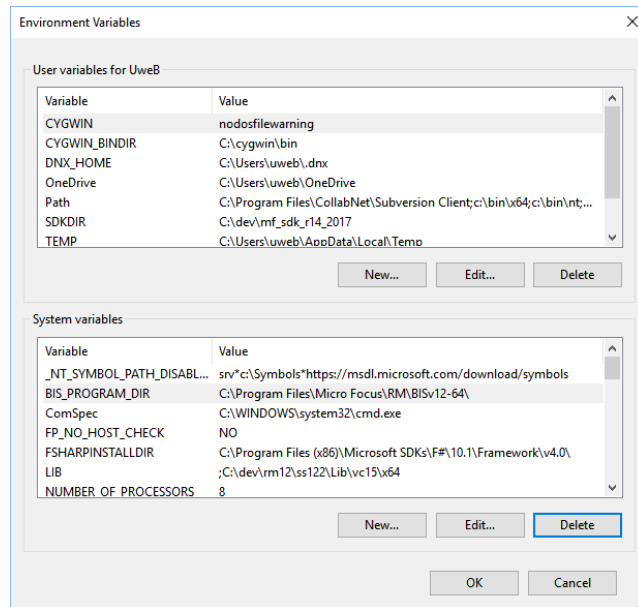 Environment Variables
User variables for UweB
Variable Value
CYGWIN nodosfilewarning
CYGWIN_BINDIR C:\cygwin\bin
DNX_HOME C:\Users\uweb\.dnx
OneDrive C:\Users\uweb\OneDrive
Path C:\Program Files\CollabNet\Subversion Client;c:\bin\x64;c:\bin\nt;...
SDKDIR C:\dev\mf_sdk_r14_2017
TEMP C:\Users\uweb\AppData\Local\Temp
New... Edit... Delete
System variables
Variable Value
_NT_SYMBOL_PATH_DISABL... srv*c:\Symbols*https://msdl.microsoft.com/download/symbols
BIS_PROGRAM_DIR C:\Program Files\Micro Focus\RM\BISv12-64\
ComSpec C:\WINDOWS\system32\cmd.exe
FP_NO_HOST_CHECK NO
FSHARPINSTALLDIR C:\Program Files (x86)\Microsoft SDKs\F#\10.1\Framework\v4.0\
LIB ;C:\dev\rm12\ss122\Lib\vc15\x64
NUMBER_OF_PROCESSORS 8
New... Edit... Delete
OK Cancel